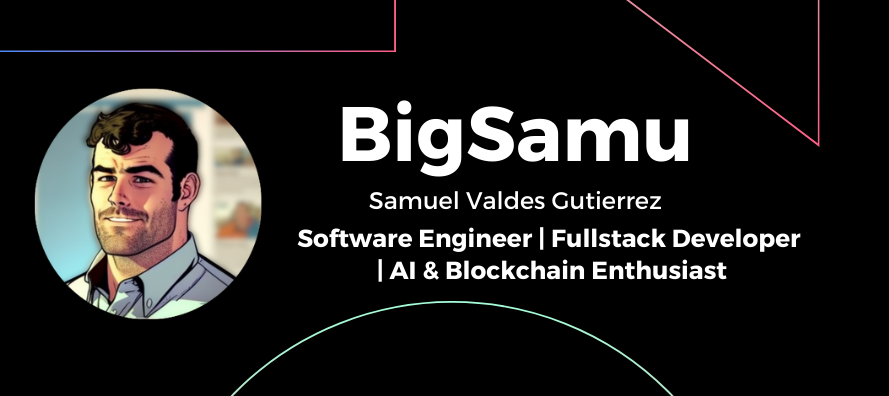 BigSamu
Samuel Valdes Gutierrez
Software Engineer | Fullstack Developer
| AI & Blockchain Enthusiast